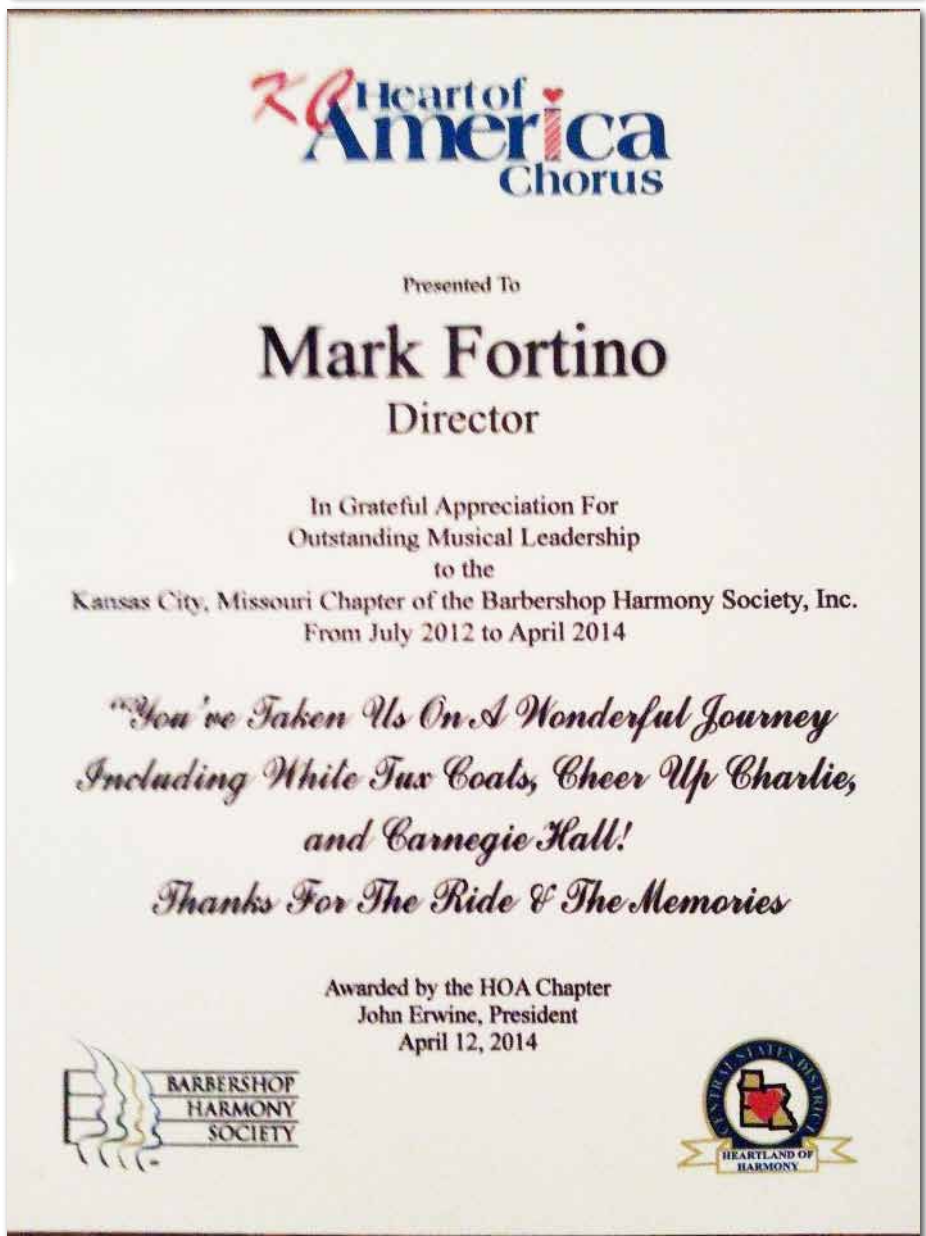 KC Heart of
America
Chorus
Presented To
Mark Fortino
Director
In Grateful Appreciation For
Outstanding Musical Leadership
to the
Kansas City, Missouri Chapter of the Barbershop Harmony Society, Inc.
From July 2012 to April 2014
"You've Taken Us On A Wonderful Journey
Including White Tux Coats, Cheer Up Charlie,
and Carnegie Hall!
Thanks For The Ride & The Memories
Awarded by the HOA Chapter
John Erwine, President
April 12, 2014
BARBERSHOP
HARMONY
SOCIETY
CENTRAL STATES DISTRICT
HEARTLAND OF
HARMONY